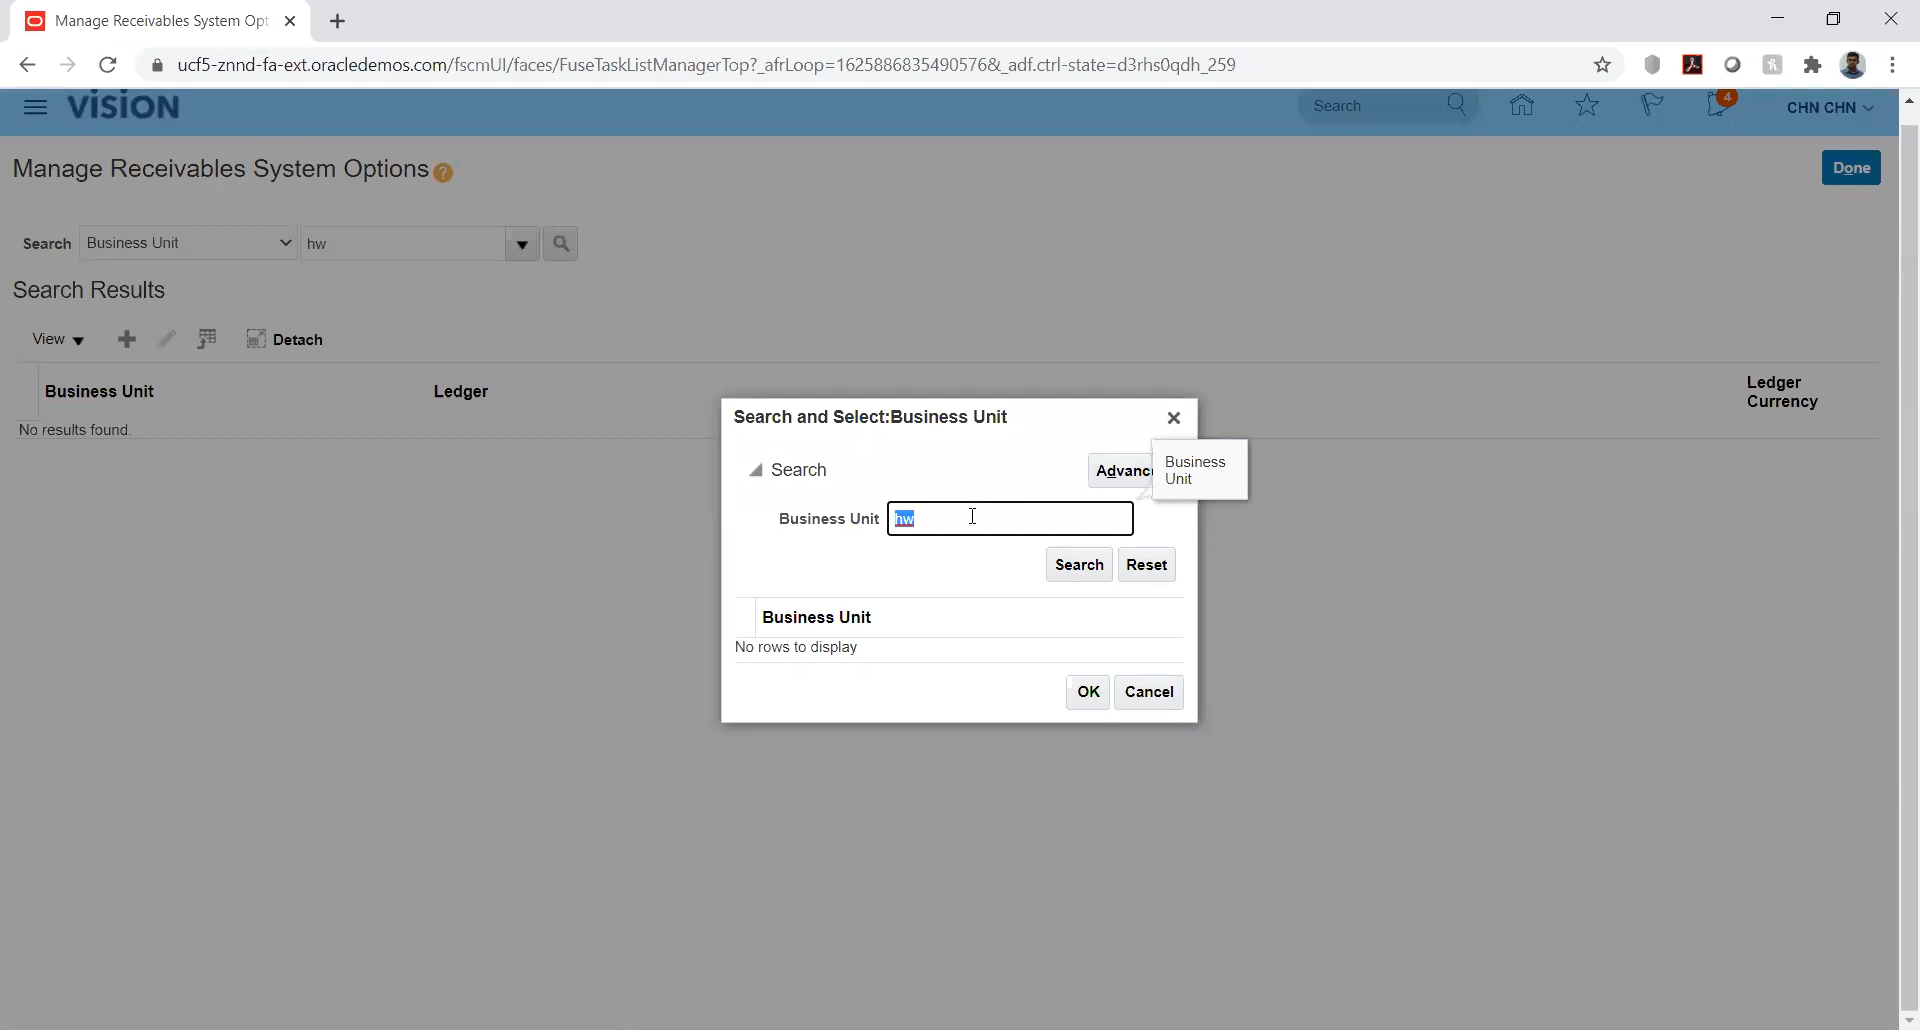 Manage Receivables System Opt
ucf5-znnd-fa-ext.oracledemos.com/fscmUI/faces/FuseTaskListManagerTop?_afrLoop=16258868354905768&_adf.ctrl-state=d3rhs0qdh_259
VISION
Search
4
CHN CHN
Manage Receivables System Options
Done
Search Business Unit hw
Search Results
View
Detach
Business Unit
Ledger
Ledger
Currency
No results found.
Search and Select:Business Unit
Search
Advanc
Business
Unit
Business Unit hw
Search
Reset
Business Unit
No rows to display
OK
Cancel